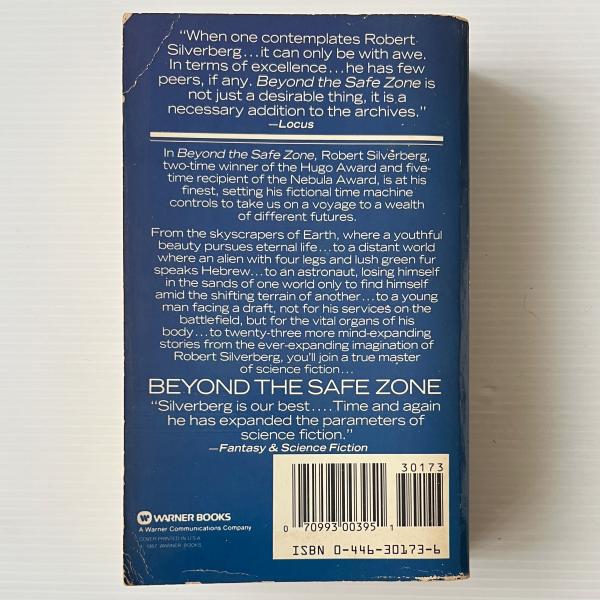 "When one contemplates Robert
Silverberg...it can only be with awe.
In terms of excellence...he has few
peers, if any. Beyond the Safe Zone is
not just a desirable thing, it is a
necessary addition to the archives."
—Locus
In Beyond the Safe Zone, Robert Silverberg,
two-time winner of the Hugo Award and five-
time recipient of the Nebula Award, is at his
finest, setting his fictional time machine
controls to take us on a voyage to a wealth
of different futures.
From the skyscrapers of Earth, where a youthful
beauty pursues eternal life...to a distant world
where an alien with four legs and lush green fur
speaks Hebrew...to an astronaut, losing himself
in the sands of one world only to find himself
amid the shifting terrain of another...to a young
man facing a draft, not for his services on the
battlefield, but for the vital organs of his
body...to twenty-three more mind-expanding
stories from the ever-expanding imagination of
Robert Silverberg, you'll join a true master
of science fiction...
BEYOND THE SAFE ZONE
"Silverberg is our best....Time and again
he has expanded the parameters of
science fiction."
—Fantasy & Science Fiction
30173
0 70993 00395 1
ISBN 0-446-30173-6
WARNER BOOKS
A Warner Communications Company
COVER PRINTED IN U.S.A.
© 1987 WARNER BOOKS